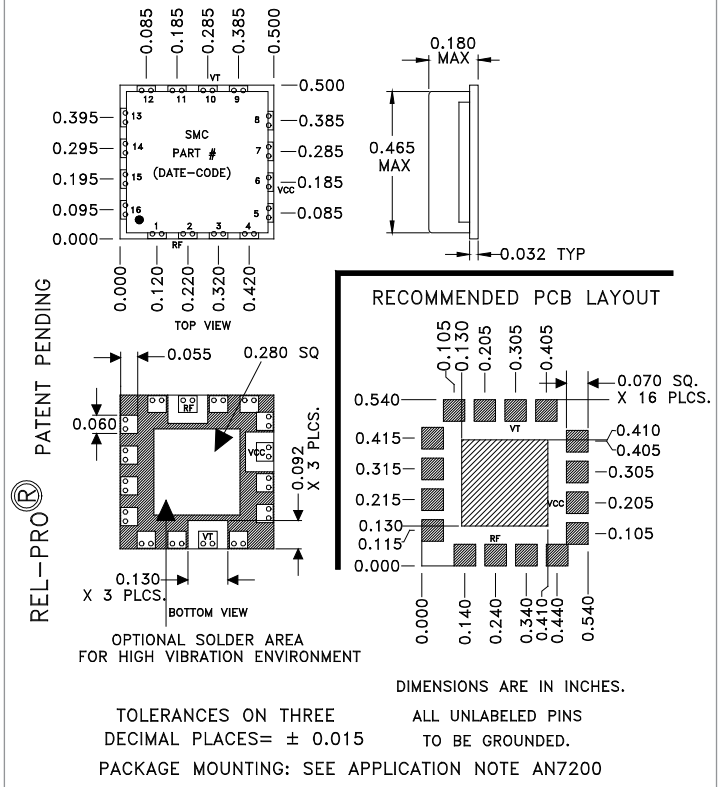 0.085
0.185
0.285
0.385
0.500
VT
12
11
10
9
0.500
0.395
13
8
0.385
0.295
14
SMC
PART #
(DATE-CODE)
7
0.285
0.195
15
6
VCC
0.185
0.095
16
5
0.085
0.000
1
2
3
4
RF
0.000
0.120
0.220
0.320
0.420
TOP VIEW
0.180
MAX
0.465
MAX
0.032 TYP
REL-PRO® PATENT PENDING
0.055
0.280 SQ
0.060
RF
VCC
VT
0.092
X 3 PLCS.
0.130
X 3 PLCS.
BOTTOM VIEW
OPTIONAL SOLDER AREA
FOR HIGH VIBRATION ENVIRONMENT
RECOMMENDED PCB LAYOUT
0.105
0.130
0.205
0.305
0.405
0.070 SQ.
X 16 PLCS.
0.540
VT
0.415
0.410
0.405
0.315
0.305
0.215
VCC
0.205
0.130
0.115
RF
0.105
0.000
0.000
0.140
0.240
0.340
0.410
0.440
0.540
DIMENSIONS ARE IN INCHES.
TOLERANCES ON THREE
DECIMAL PLACES= ± 0.015
ALL UNLABELED PINS
TO BE GROUNDED.
PACKAGE MOUNTING: SEE APPLICATION NOTE AN7200